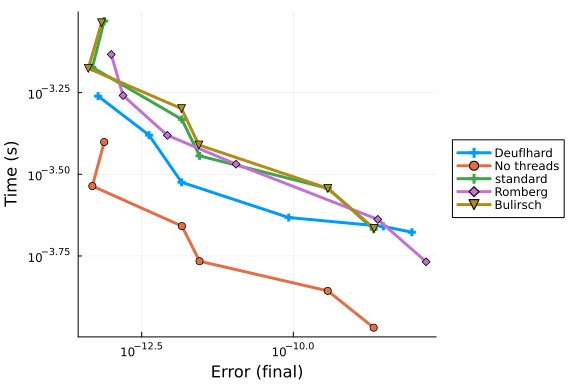 10^−3.25
10^−3.50
10^−3.75
Time (s)
10^−12.5
10^−10.0
Error (final)
Deuflhard
No threads
standard
Romberg
Bulirsch